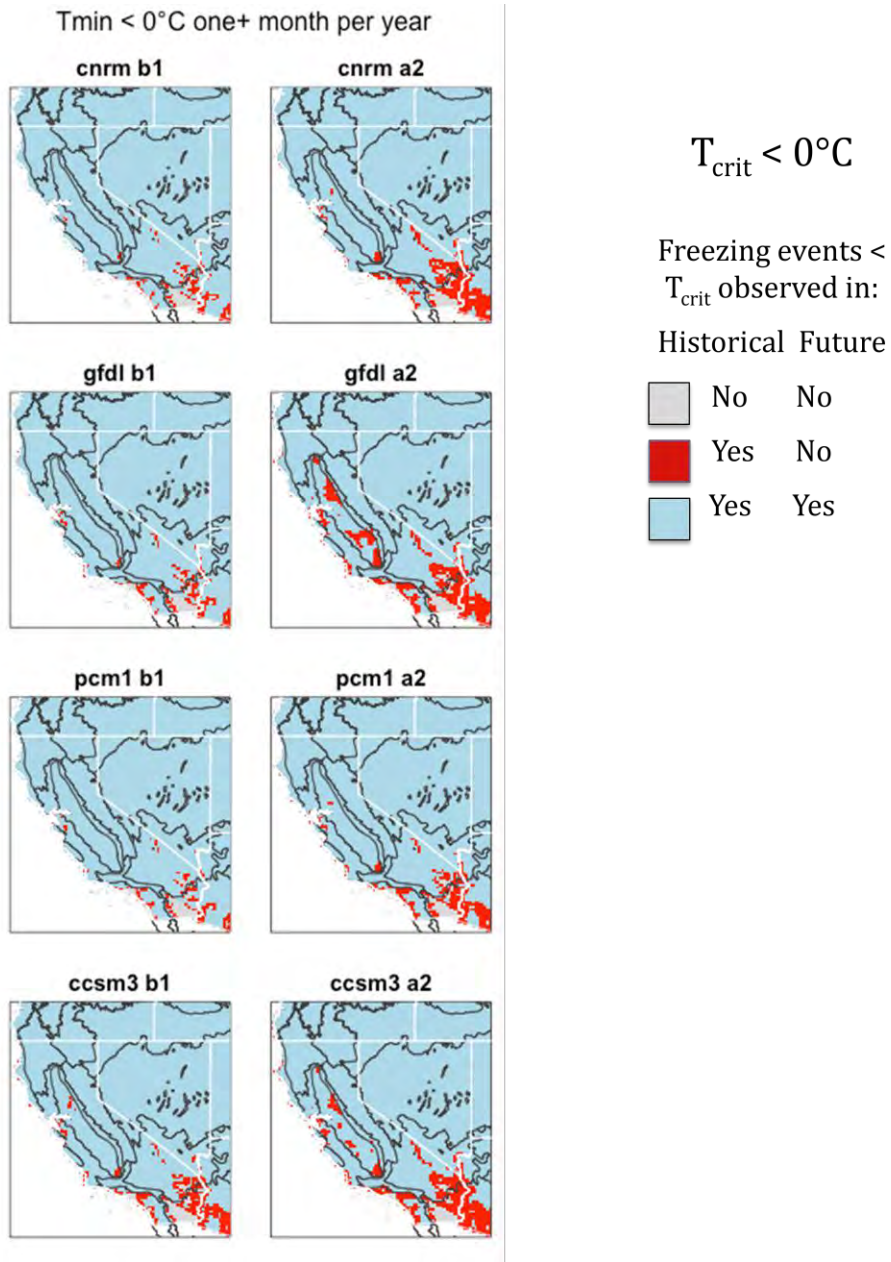 Tmin < 0°C one+ month per year
cnrm b1
cnrm a2
gfdl b1
gfdl a2
pcm1 b1
pcm1 a2
ccsm3 b1
ccsm3 a2
Tcrit < 0°C
Freezing events <
Tcrit observed in:
Historical Future
No No
Yes No
Yes Yes